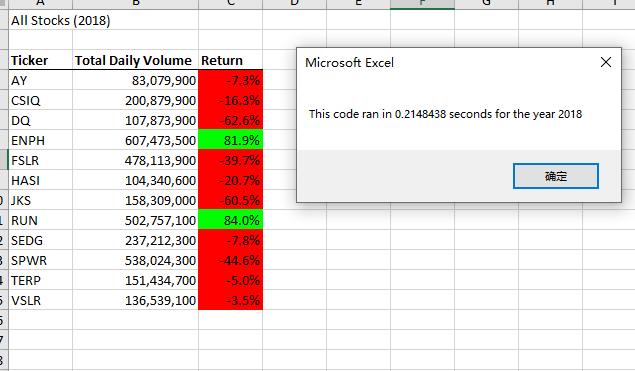 A B C D E F G H I
All Stocks (2018)
Ticker Total Daily Volume Return
AY 83,079,900 -7.3%
CSIQ 200,879,900 -16.3%
DQ 107,873,900 -62.6%
ENPH 607,473,500 81.9%
FSLR 478,113,900 -39.7%
HASI 104,340,600 -20.7%
JKS 158,309,000 -60.5%
RUN 502,757,100 84.0%
SEDG 237,212,300 -7.8%
SPWR 538,024,300 -44.6%
TERP 151,434,700 -5.0%
VSLR 136,539,100 -3.5%
Microsoft Excel
This code ran in 0.2148438 seconds for the year 2018
确定